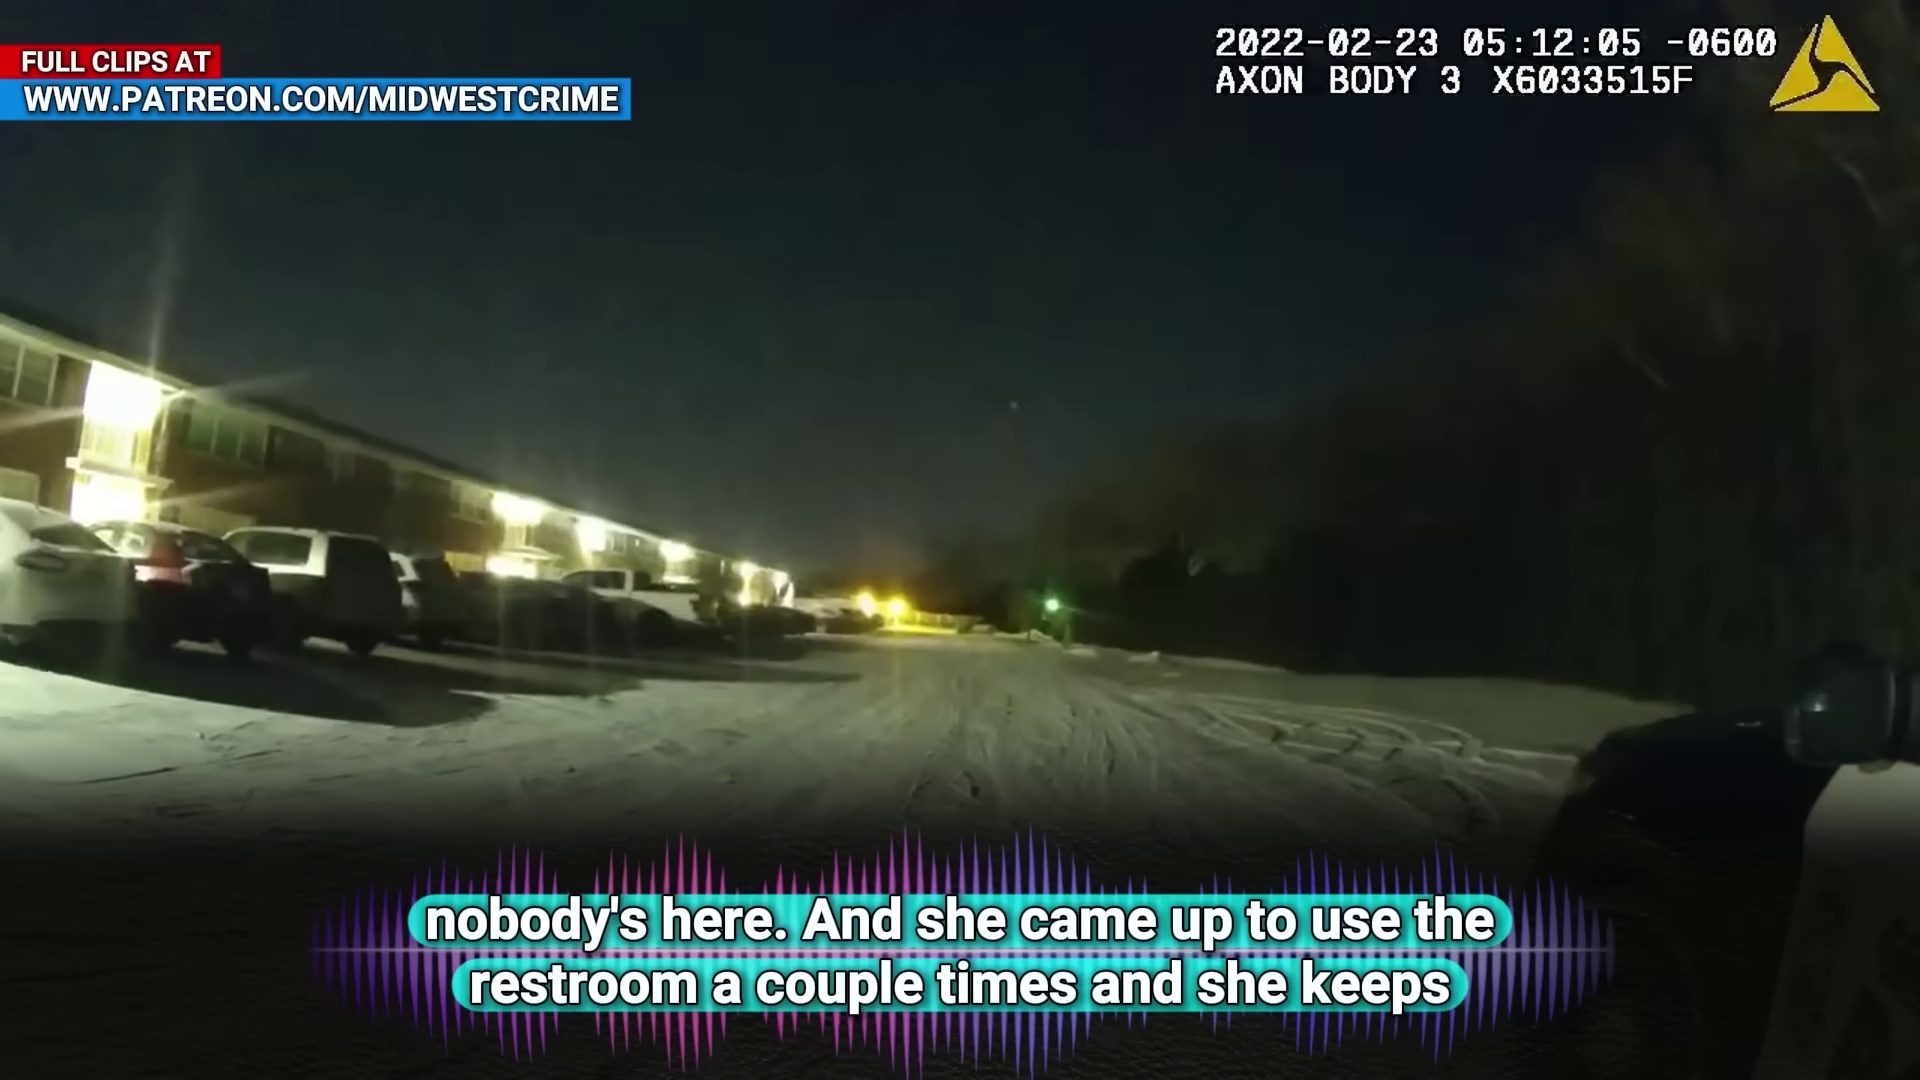 FULL CLIPS AT
WWW.PATREON.COM/MIDWESTCRIME
2022-02-23 05:12:05 -0600
AXON BODY 3 X6033515F
nobody's here. And she came up to use the
restroom a couple times and she keeps